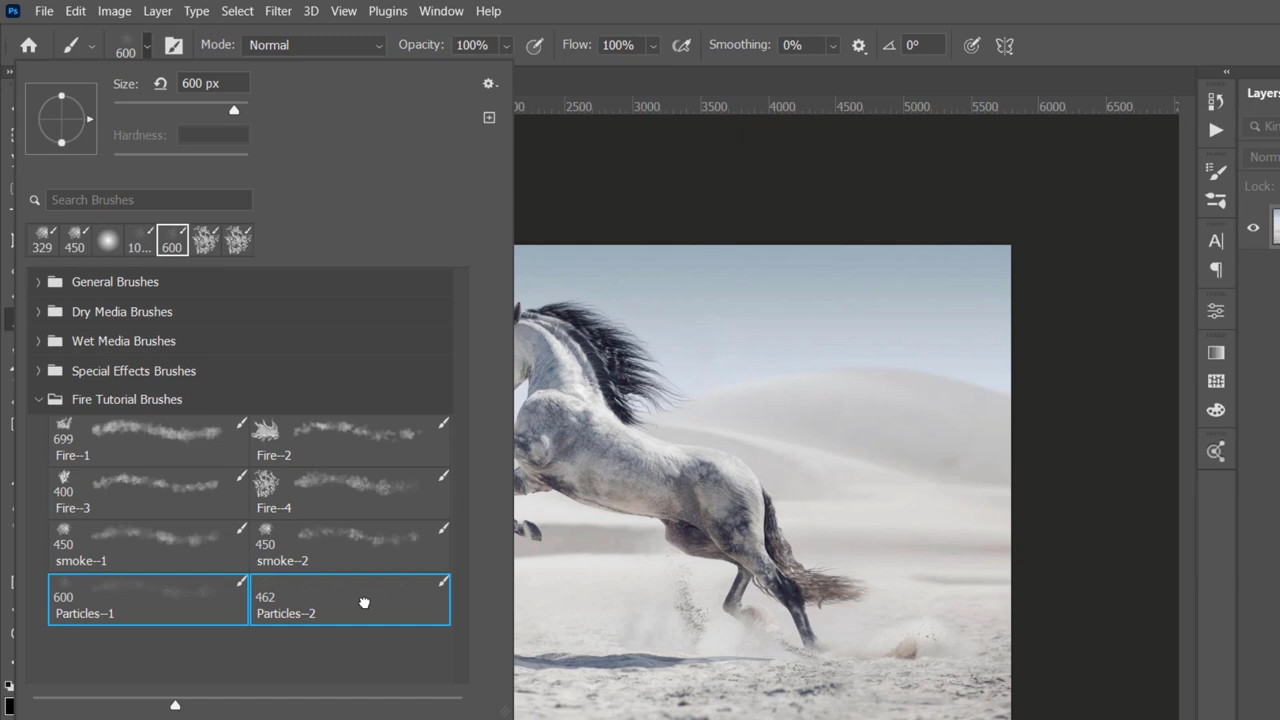 Ps File Edit Image Layer Type Select Filter 3D View Plugins Window Help
600 Mode: Normal Opacity: 100% Flow: 100% Smoothing: 0% 0°
Size: 600 px
Hardness:
Search Brushes
329 450 10... 600
General Brushes
Dry Media Brushes
Wet Media Brushes
Special Effects Brushes
Fire Tutorial Brushes
699
Fire--1
Fire--2
400
Fire--3
Fire--4
450
smoke--1
450
smoke--2
600
Particles--1
462
Particles--2
2500 3000 3500 4000 4500 5000 5500 6000 6500
Layers
Lock: